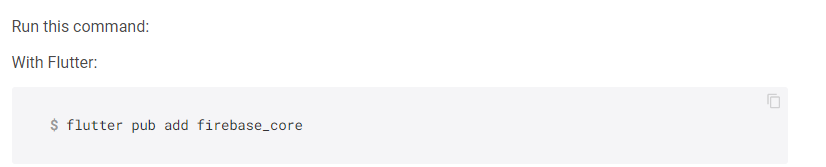 Run this command:
With Flutter:
$ flutter pub add firebase_core